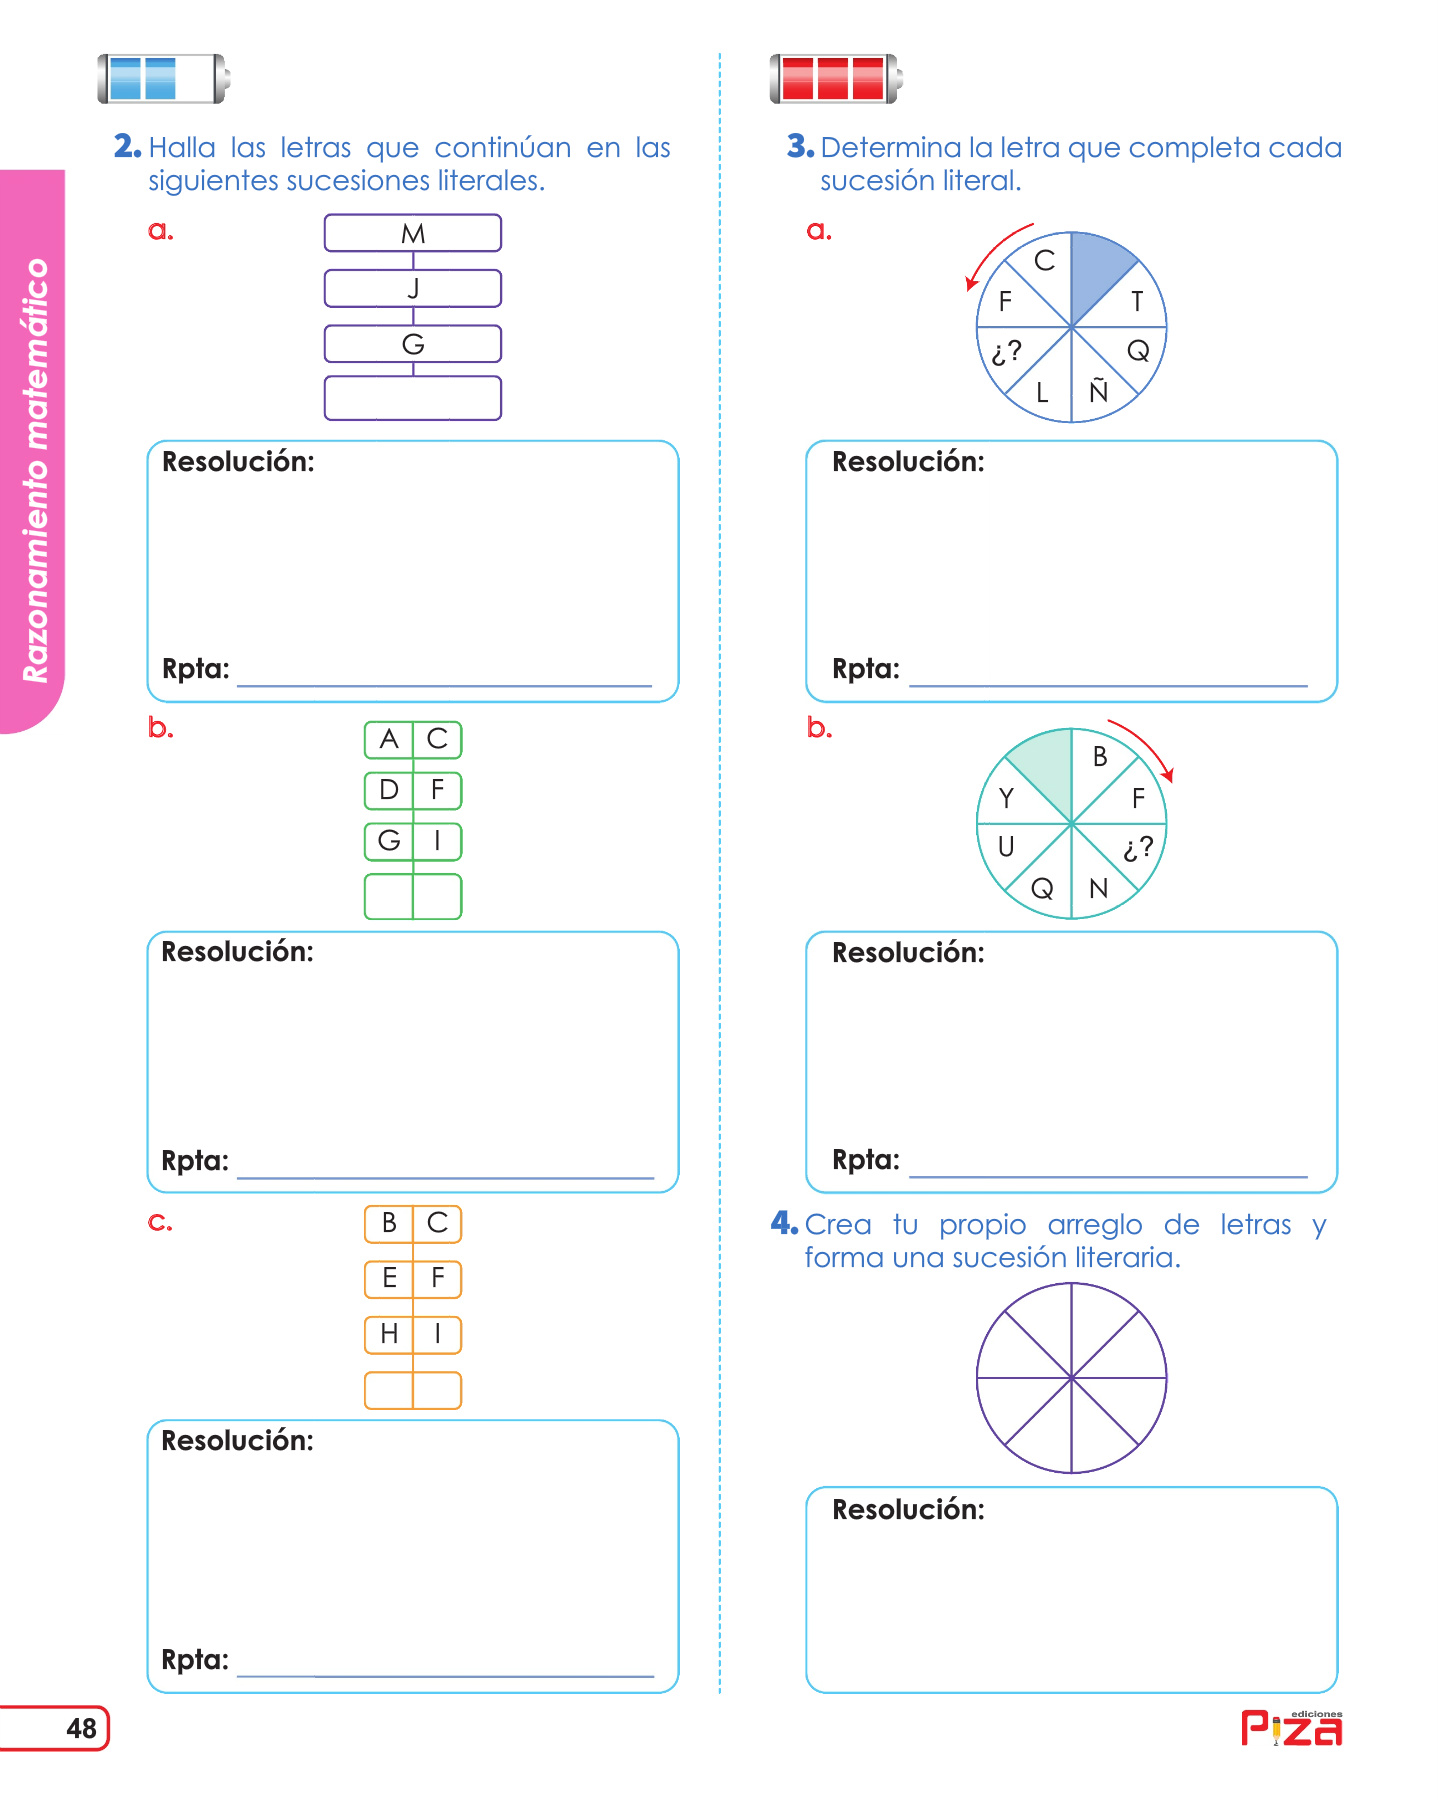 Razonamiento matemático
2. Halla las letras que continúan en las
siguientes sucesiones literales.
a.
M
J
G
Resolución:
Rpta:
b.
A C
D F
G I
Resolución:
Rpta:
c.
B C
E F
H I
Resolución:
Rpta:
3. Determina la letra que completa cada
sucesión literal.
a.
C
F T
¿? Q
L Ñ
Resolución:
Rpta:
b.
B
Y F
U ¿?
Q N
Resolución:
Rpta:
4. Crea tu propio arreglo de letras y
forma una sucesión literaria.
Resolución:
48
ediciones
Piza